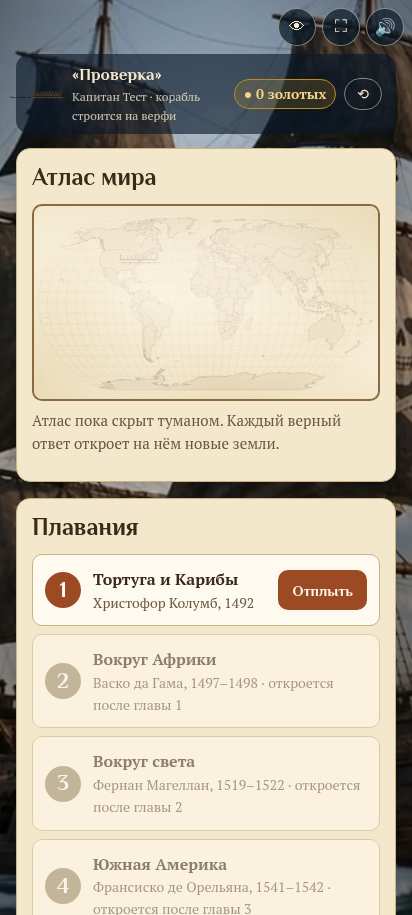 «Проверка»
Капитан Тест · корабль
строится на верфи
● 0 золотых
Атлас мира
Атлас пока скрыт туманом. Каждый верный
ответ откроет на нём новые земли.
Плавания
1
Тортуга и Карибы
Христофор Колумб, 1492
Отплыть
2
Вокруг Африки
Васко да Гама, 1497–1498 · откроется
после главы 1
3
Вокруг света
Фернан Магеллан, 1519–1522 · откроется
после главы 2
4
Южная Америка
Франсиско де Орельяна, 1541–1542 ·
откроется после главы 3